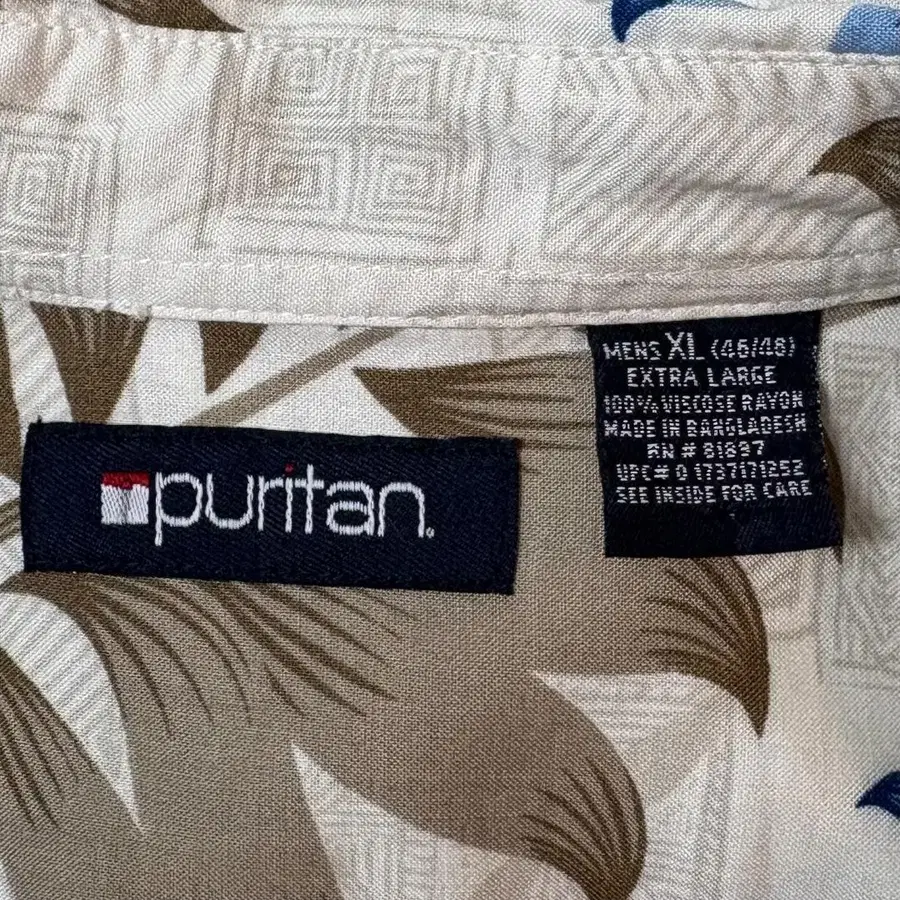 puritan.
MENS XL (46/48)
EXTRA LARGE
100% VISCOSE RAYON
MADE IN BANGLADESH
RN # 81897
UPC # 0 1737171252
SEE INSIDE FOR CARE